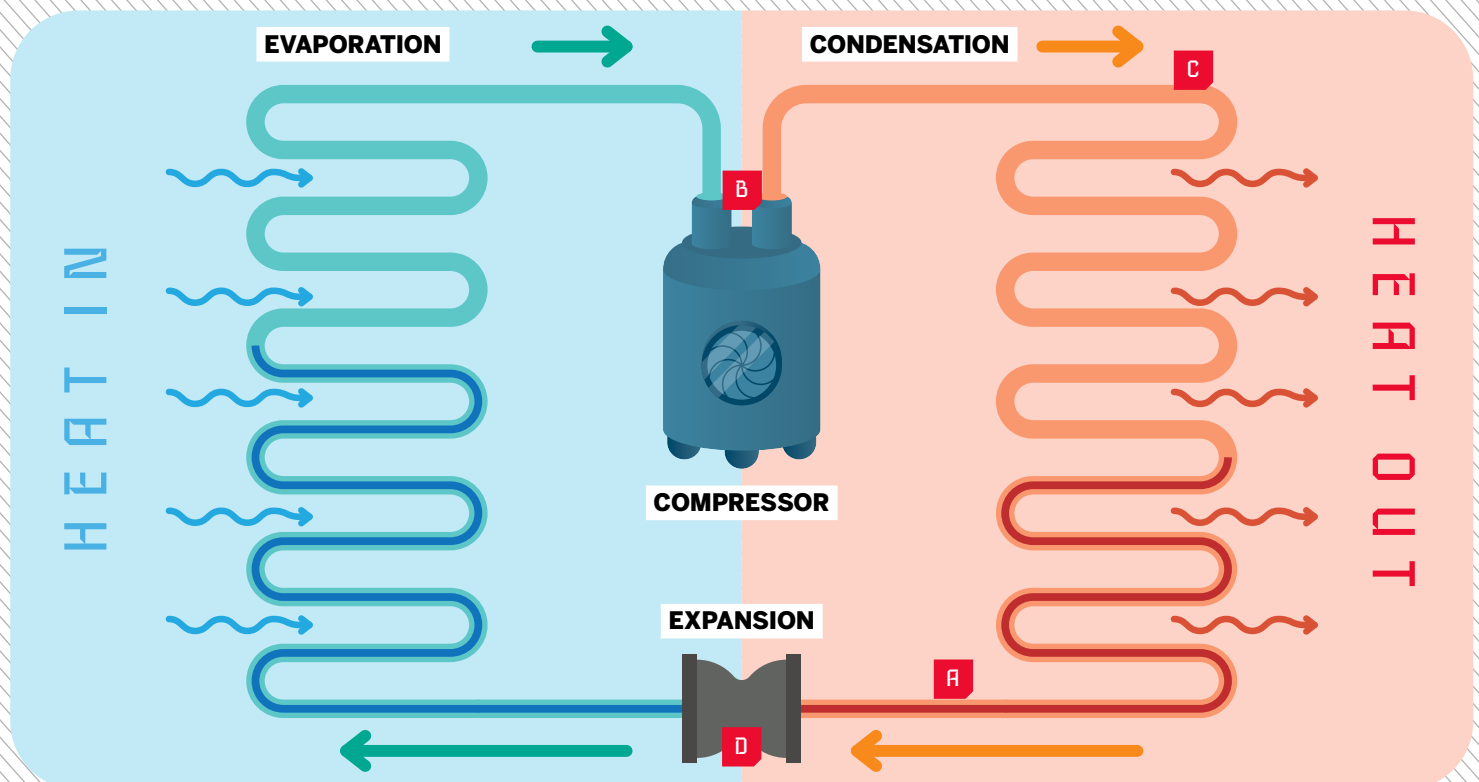 EVAPORATION
CONDENSATION
C
B
HEAT IN
HEAT OUT
COMPRESSOR
EXPANSION
A
D